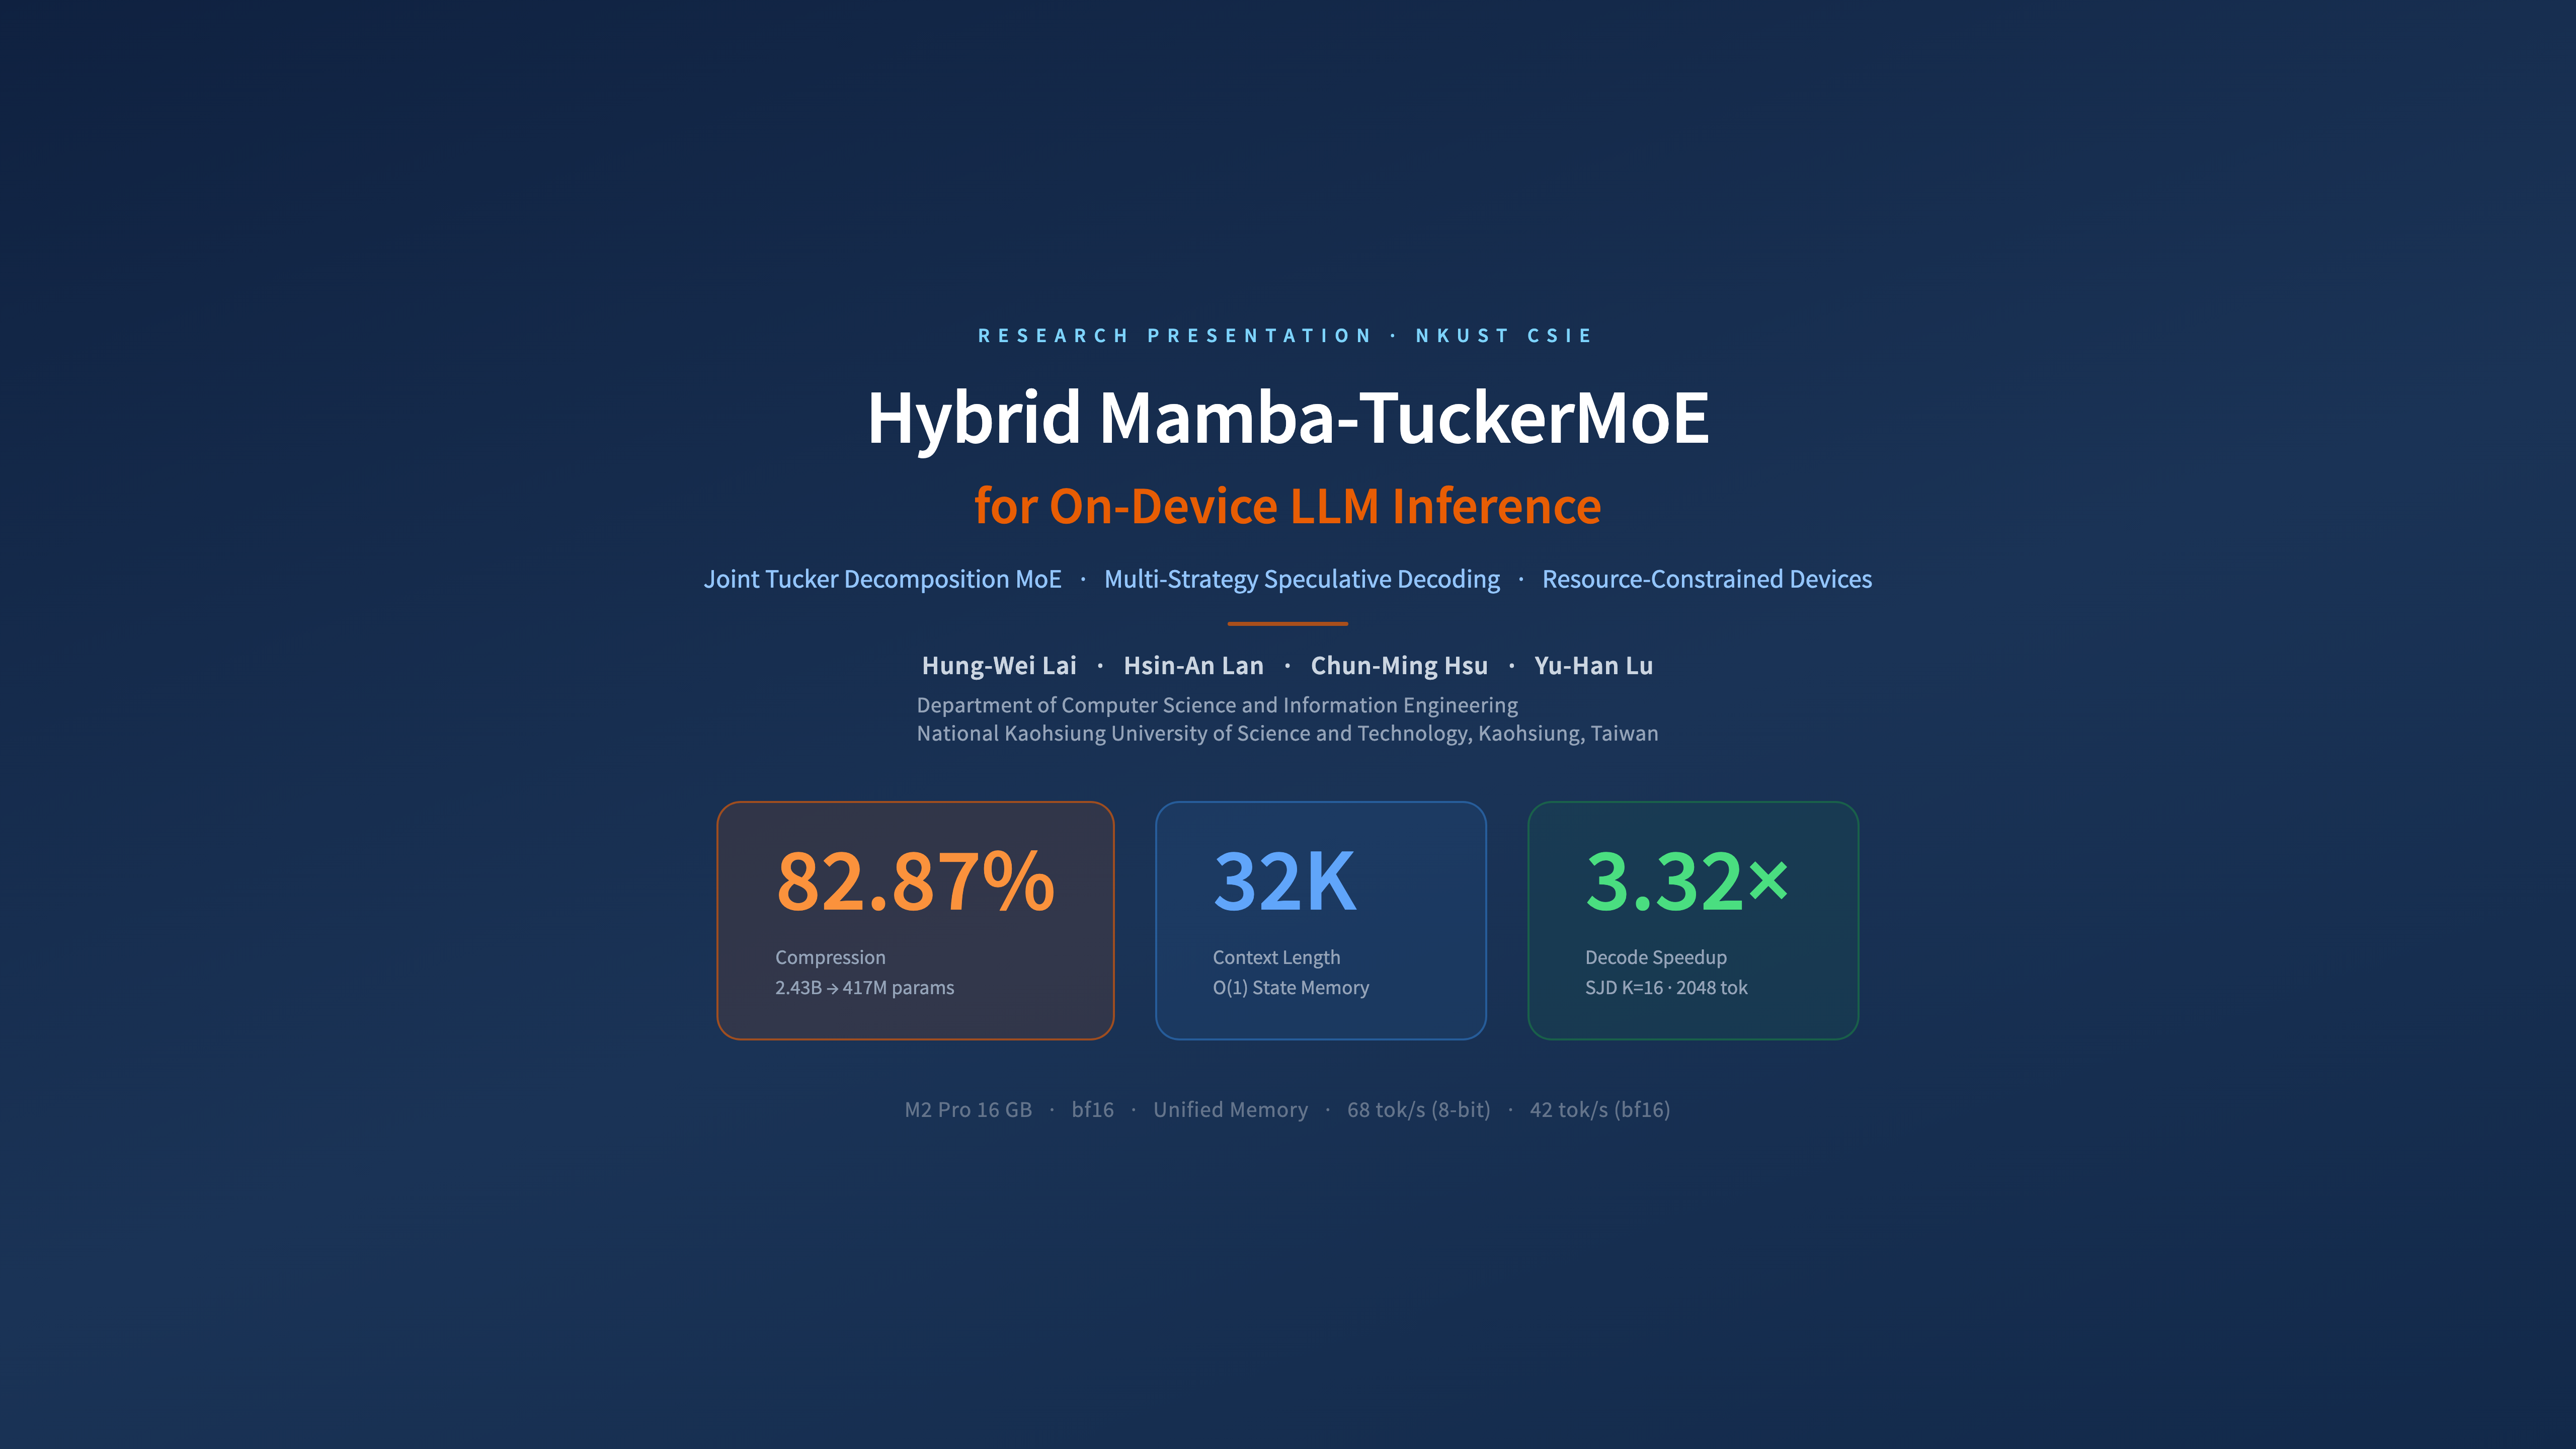 RESEARCH PRESENTATION · NKUST CSIE
Hybrid Mamba-TuckerMoE
for On-Device LLM Inference
Joint Tucker Decomposition MoE · Multi-Strategy Speculative Decoding · Resource-Constrained Devices
Hung-Wei Lai · Hsin-An Lan · Chun-Ming Hsu · Yu-Han Lu
Department of Computer Science and Information Engineering
National Kaohsiung University of Science and Technology, Kaohsiung, Taiwan
82.87%
Compression
2.43B → 417M params
32K
Context Length
O(1) State Memory
3.32×
Decode Speedup
SJD K=16 · 2048 tok
M2 Pro 16 GB · bf16 · Unified Memory · 68 tok/s (8-bit) · 42 tok/s (bf16)